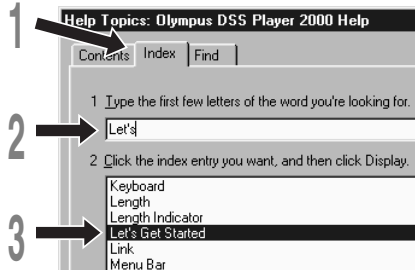 1
Help Topics: Olympus DSS Player 2000 Help
Contents Index Find
1 Type the first few letters of the word you're looking for.
2
Let's
2 Click the index entry you want, and then click Display.
Keyboard
Length
Length Indicator
3
Let's Get Started
Link
Menu Bar